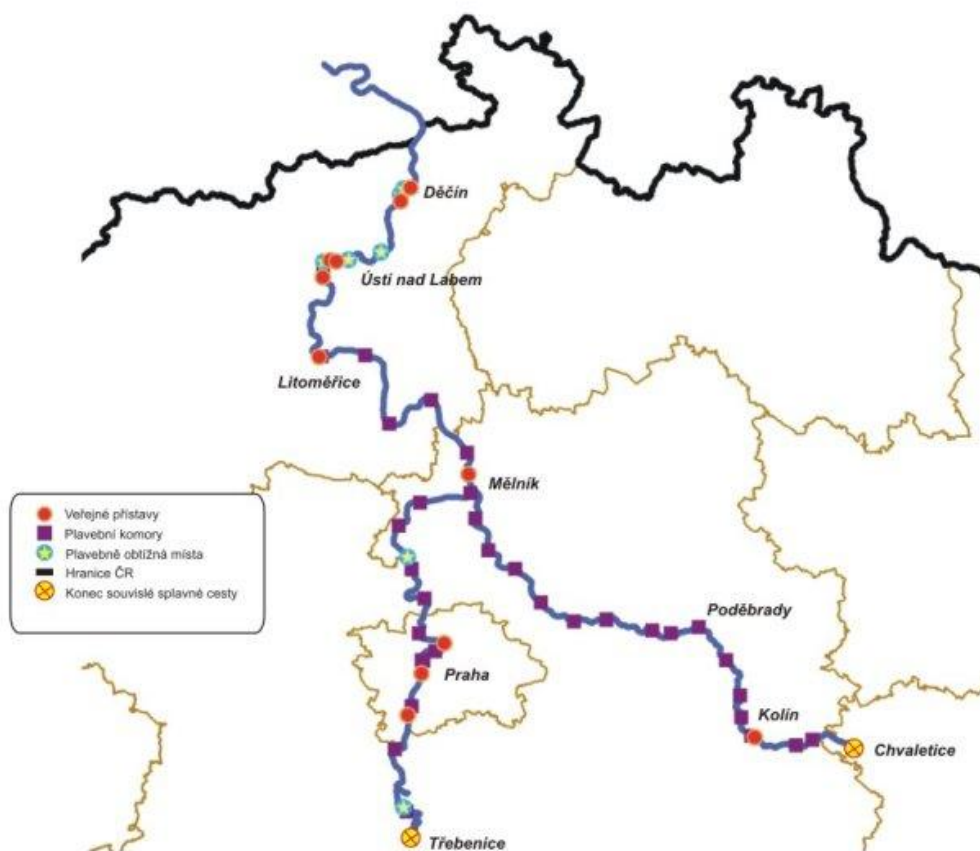 Děčín
Ústí nad Labem
Litoměřice
Mělník
Veřejné přístavy
Plavební komory
Plavebně obtížná místa
Hranice ČR
Konec souvislé splavné cesty
Poděbrady
Praha
Kolín
Chvaletice
Třebenice